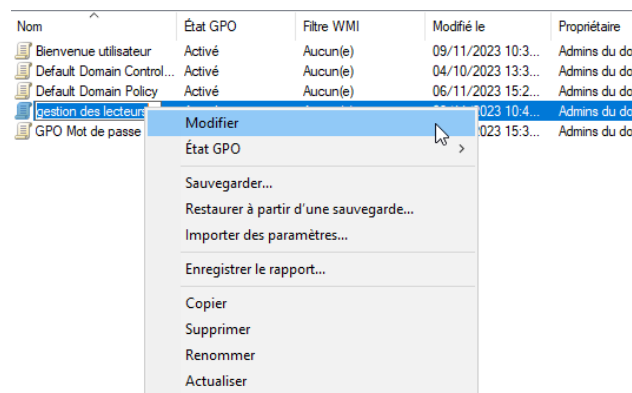 Nom État GPO Filtre WMI Modifié le Propriétaire
Bienvenue utilisateur Activé Aucun(e) 09/11/2023 10:3... Admins du do
Default Domain Control... Activé Aucun(e) 04/10/2023 13:3... Admins du do
Default Domain Policy Activé Aucun(e) 06/11/2023 15:2... Admins du do
gestion des lecteurs 2023 10:4... Admins du do
GPO Mot de passe 2023 15:3... Admins du do
Modifier
État GPO
Sauvegarder...
Restaurer à partir d'une sauvegarde...
Importer des paramètres...
Enregistrer le rapport...
Copier
Supprimer
Renommer
Actualiser